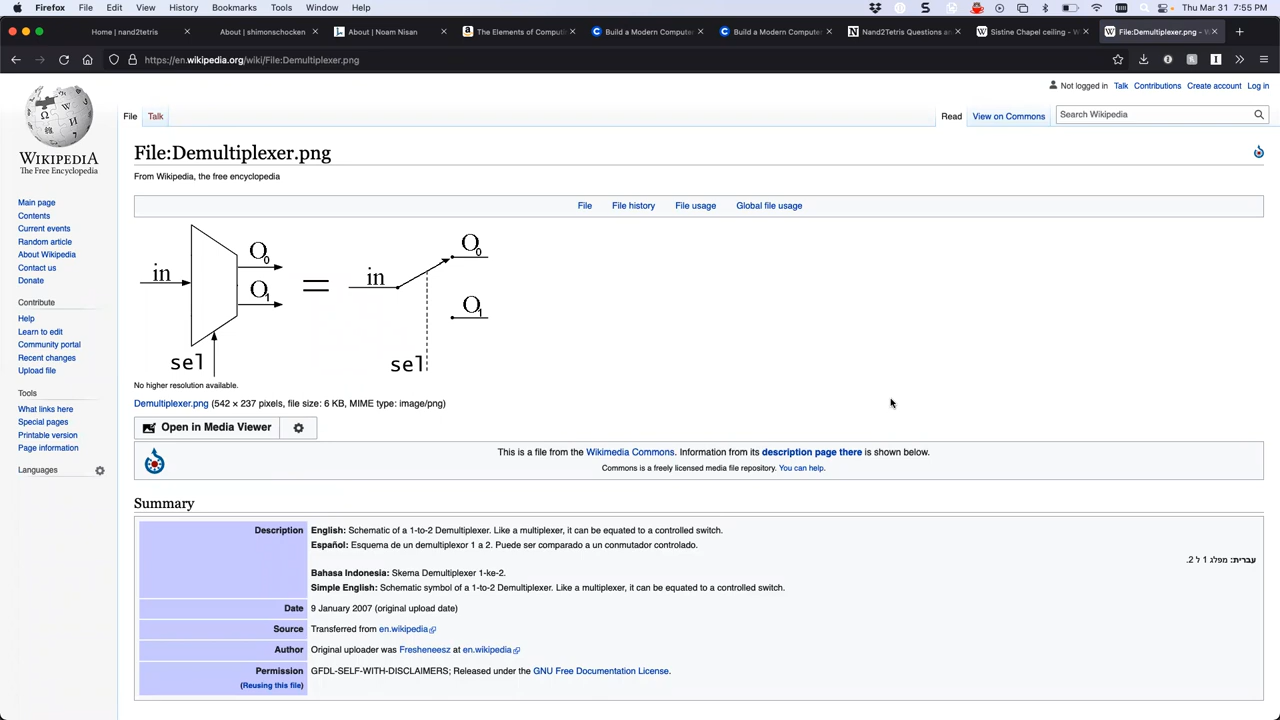 Firefox File Edit View History Bookmarks Tools Window Help Thu Mar 31 7:55 PM
Home | nand2tetris
About | shimonschocken
About | Noam Nisan
The Elements of Computi
Build a Modern Computer
Build a Modern Computer
Nand2Tetris Questions an
Sistine Chapel ceiling - W
File:Demultiplexer.png - W
https://en.wikipedia.org/wiki/File:Demultiplexer.png
Not logged in Talk Contributions Create account Log in
File Talk Read View on Commons Search Wikipedia
WIKIPEDIA
The Free Encyclopedia
Main page
Contents
Current events
Random article
About Wikipedia
Contact us
Donate
Contribute
Help
Learn to edit
Community portal
Recent changes
Upload file
Tools
What links here
Special pages
Printable version
Page information
Languages
File:Demultiplexer.png
From Wikipedia, the free encyclopedia
File File history File usage Global file usage
in O0 O1 sel = in O0 O1 sel
No higher resolution available.
Demultiplexer.png (542 × 237 pixels, file size: 6 KB, MIME type: image/png)
Open in Media Viewer
This is a file from the Wikimedia Commons. Information from its description page there is shown below.
Commons is a freely licensed media file repository. You can help.
Summary
Description English: Schematic of a 1-to-2 Demultiplexer. Like a multiplexer, it can be equated to a controlled switch.
Español: Esquema de un demultiplexor 1 a 2. Puede ser comparado a un conmutador controlado.
עברית: מפלג 1 ל 2.
Bahasa Indonesia: Skema Demultiplexer 1-ke-2.
Simple English: Schematic symbol of a 1-to-2 Demultiplexer. Like a multiplexer, it can be equated to a controlled switch.
Date 9 January 2007 (original upload date)
Source Transferred from en.wikipedia
Author Original uploader was Fresheneesz at en.wikipedia
Permission GFDL-SELF-WITH-DISCLAIMERS; Released under the GNU Free Documentation License.
(Reusing this file)